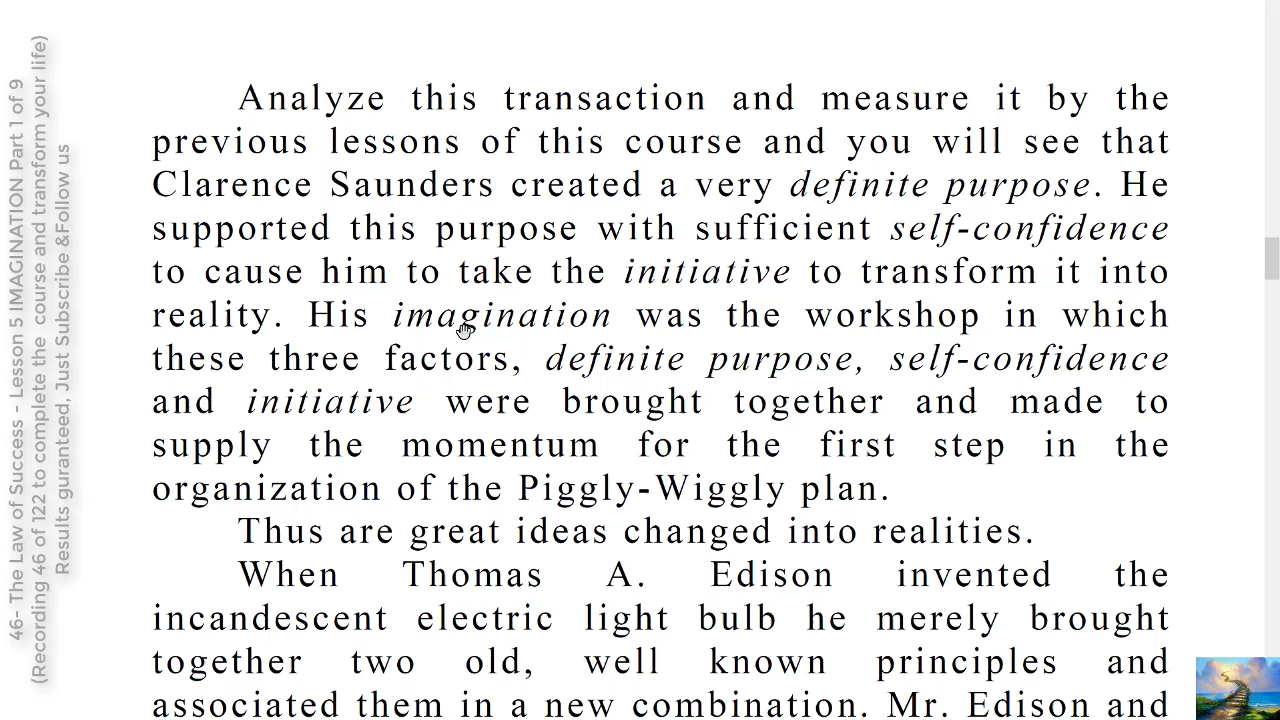 46- The Law of Success - Lesson 5 IMAGINATION Part 1 of 9
(Recording 46 of 122 to complete the course and transform your life)
Results guranteed, Just Subscribe &Follow us
Analyze this transaction and measure it by the
previous lessons of this course and you will see that
Clarence Saunders created a very definite purpose. He
supported this purpose with sufficient self-confidence
to cause him to take the initiative to transform it into
reality. His imagination was the workshop in which
these three factors, definite purpose, self-confidence
and initiative were brought together and made to
supply the momentum for the first step in the
organization of the Piggly-Wiggly plan.
Thus are great ideas changed into realities.
When Thomas A. Edison invented the
incandescent electric light bulb he merely brought
together two old, well known principles and
associated them in a new combination. Mr. Edison and